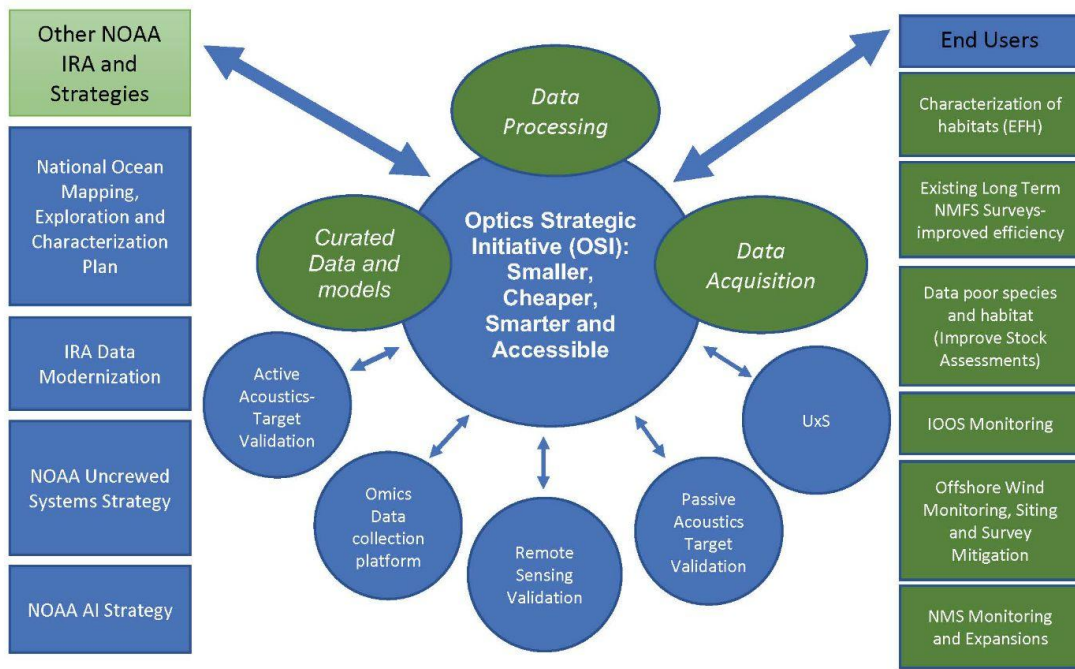 Other NOAA
IRA and
Strategies
National Ocean
Mapping,
Exploration and
Characterization
Plan
IRA Data
Modernization
NOAA Uncrewed
Systems Strategy
NOAA AI Strategy
Data
Processing
Curated
Data and
models
Optics Strategic
Initiative (OSI):
Smaller,
Cheaper,
Smarter and
Accessible
Data
Acquisition
Active
Acoustics-
Target
Validation
Omics
Data
collection
platform
Remote
Sensing
Validation
Passive
Acoustics
Target
Validation
UxS
End Users
Characterization of
habitats (EFH)
Existing Long Term
NMFS Surveys-
improved efficiency
Data poor species
and habitat
(Improve Stock
Assessments)
IOOS Monitoring
Offshore Wind
Monitoring, Siting
and Survey
Mitigation
NMS Monitoring
and Expansions